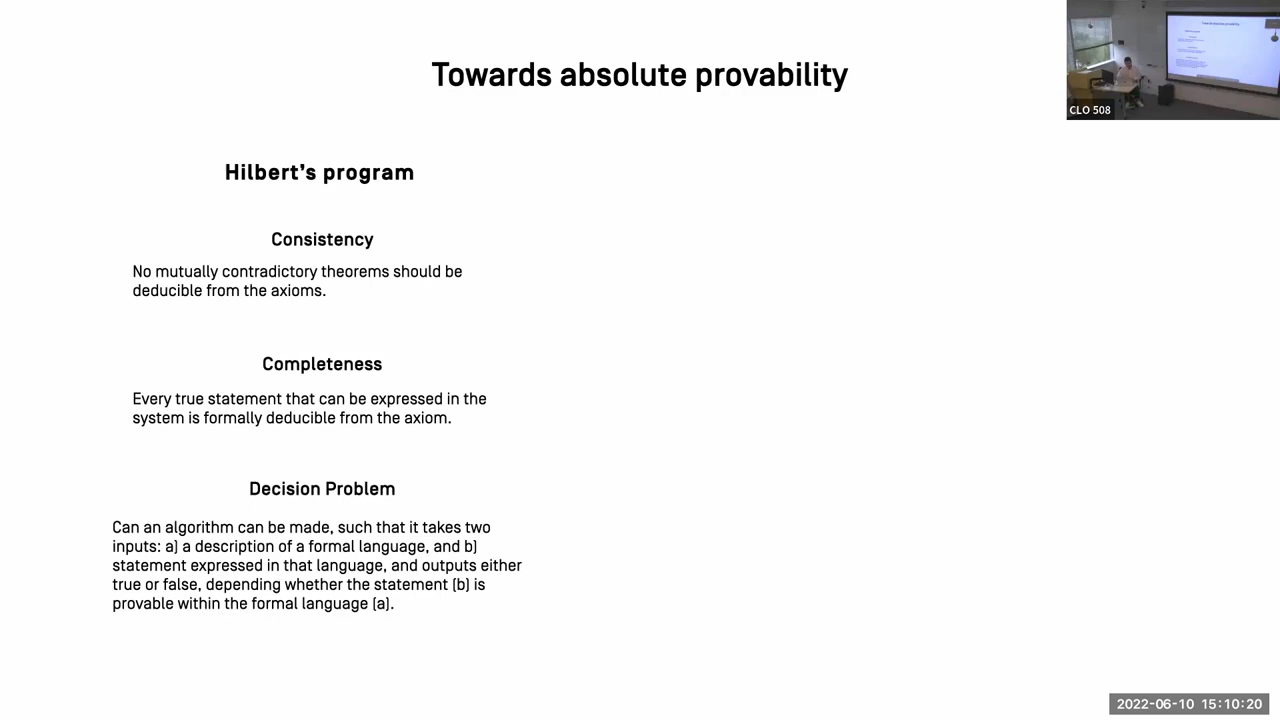 Towards absolute provability
CLO 508
Hilbert's program
Consistency
No mutually contradictory theorems should be
deducible from the axioms.
Completeness
Every true statement that can be expressed in the
system is formally deducible from the axiom.
Decision Problem
Can an algorithm can be made, such that it takes two
inputs: a) a description of a formal language, and b)
statement expressed in that language, and outputs either
true or false, depending whether the statement (b) is
provable within the formal language (a).
2022-06-10 15:10:20